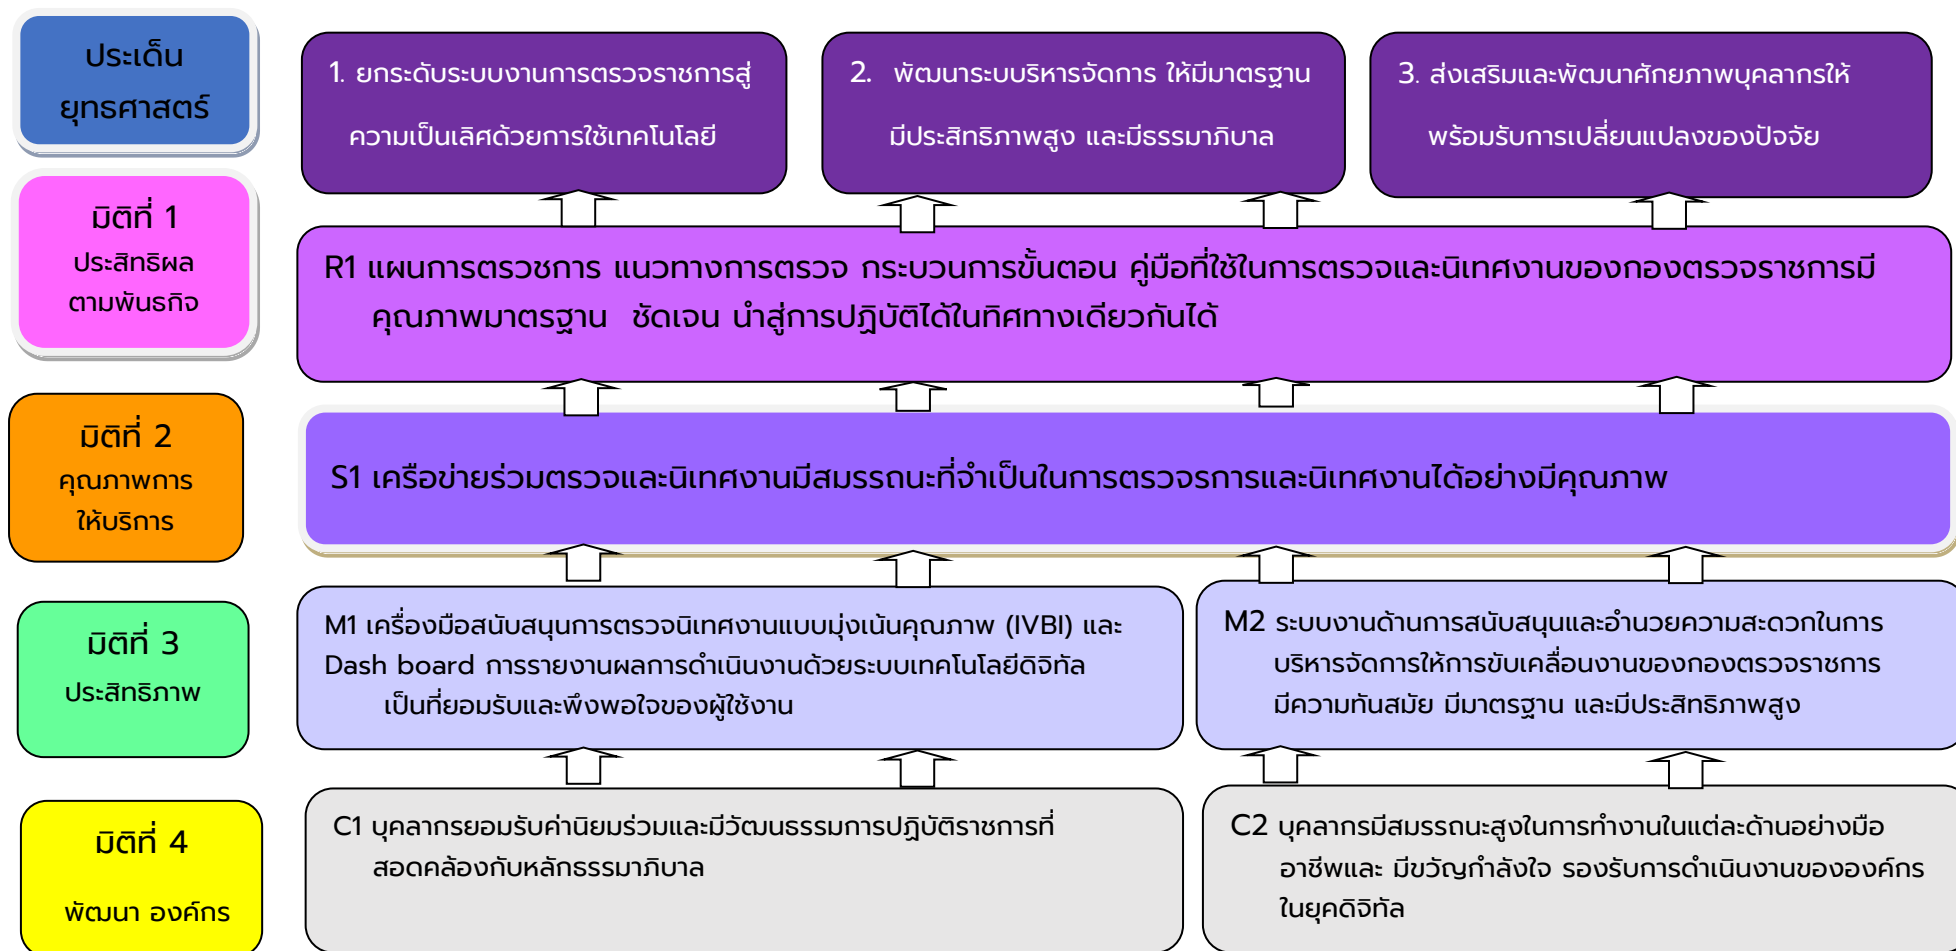 ประเด็น
ยุทธศาสตร์
1. ยกระดับระบบงานการตรวจราชการสู่
ความเป็นเลิศด้วยการใช้เทคโนโลยี
2. พัฒนาระบบบริหารจัดการ ให้มีมาตรฐาน
มีประสิทธิภาพสูง และมีธรรมาภิบาล
3. ส่งเสริมและพัฒนาศักยภาพบุคลากรให้
พร้อมรับการเปลี่ยนแปลงของปัจจัย
มิติที่ 1
ประสิทธิผล
ตามพันธกิจ
R1 แผนการตรวชการ แนวทางการตรวจ กระบวนการขั้นตอน คู่มือที่ใช้ในการตรวจและนิเทศงานของกองตรวจราชการมี
คุณภาพมาตรฐาน ชัดเจน นำสู่การปฏิบัติได้ในทิศทางเดียวกันได้
มิติที่ 2
คุณภาพการ
ให้บริการ
S1 เครือข่ายร่วมตรวจและนิเทศงานมีสมรรถนะที่จำเป็นในการตรวจรการและนิเทศงานได้อย่างมีคุณภาพ
มิติที่ 3
ประสิทธิภาพ
M1 เครื่องมือสนับสนุนการตรวจนิเทศงานแบบมุ่งเน้นคุณภาพ (IVBI) และ
Dash board การรายงานผลการดำเนินงานด้วยระบบเทคโนโลยีดิจิทัล
เป็นที่ยอมรับและพึงพอใจของผู้ใช้งาน
M2 ระบบงานด้านการสนับสนุนและอำนวยความสะดวกในการ
บริหารจัดการให้การขับเคลื่อนงานของกองตรวจราชการ
มีความทันสมัย มีมาตรฐาน และมีประสิทธิภาพสูง
มิติที่ 4
พัฒนา องค์กร
C1 บุคลากรยอมรับค่านิยมร่วมและมีวัฒนธรรมการปฏิบัติราชการที่
สอดคล้องกับหลักธรรมาภิบาล
C2 บุคลากรมีสมรรถนะสูงในการทำงานในแต่ละด้านอย่างมือ
อาชีพและ มีขวัญกำลังใจ รองรับการดำเนินงานขององค์กร
ในยุคดิจิทัล